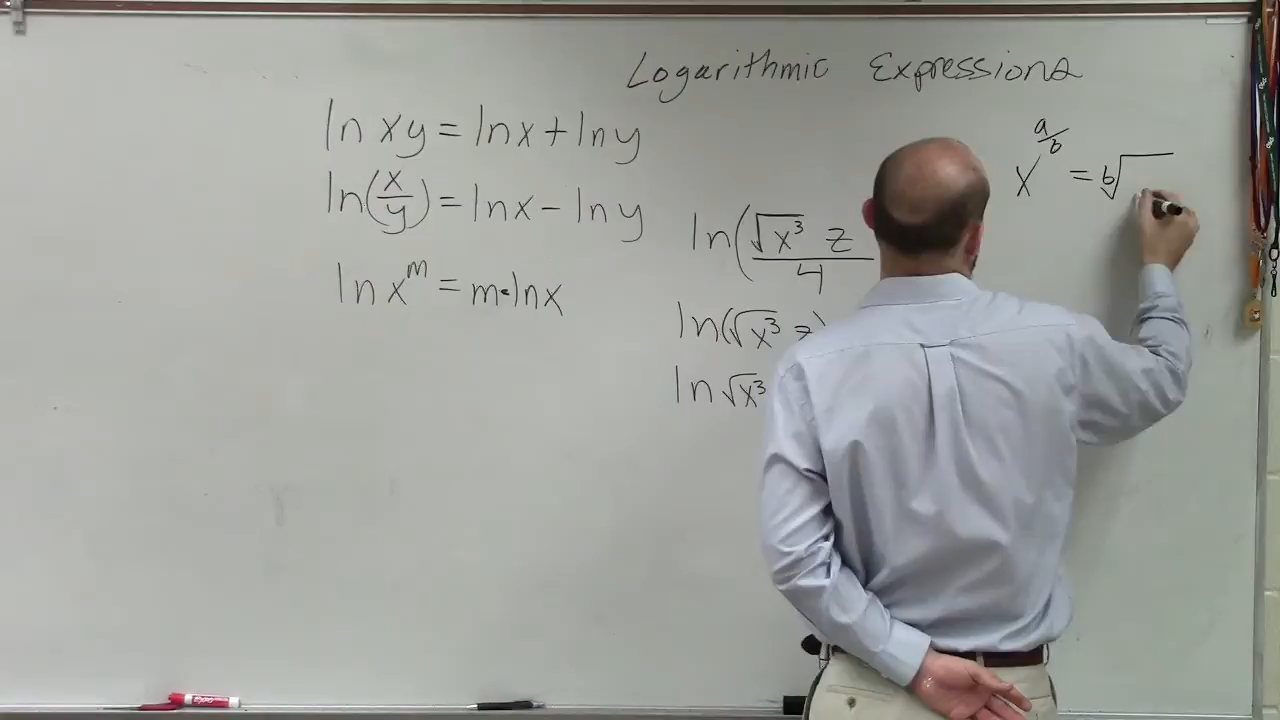 Logarithmic Expressions
ln xy = ln x + ln y
ln(x/y) = ln x - ln y
ln x^m = m·ln x
ln(√x³ z / 4
ln(√x³ z)
ln √x³
x^(a/b) = ᵇ√